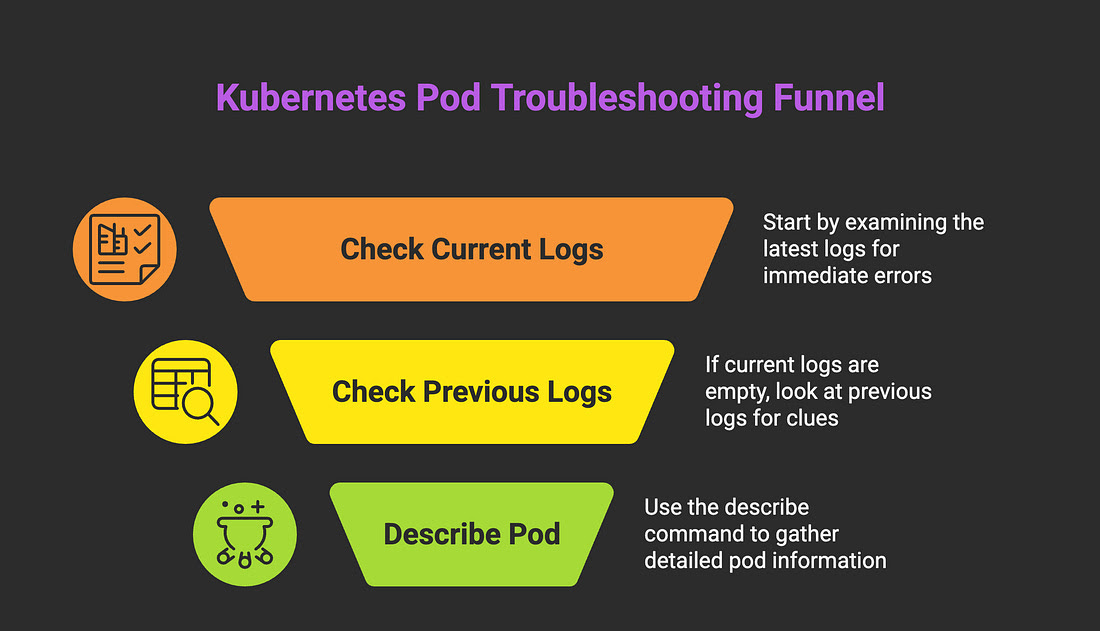 Kubernetes Pod Troubleshooting Funnel
Check Current Logs
Start by examining the
latest logs for
immediate errors
Check Previous Logs
If current logs are
empty, look at previous
logs for clues
Describe Pod
Use the describe
command to gather
detailed pod information